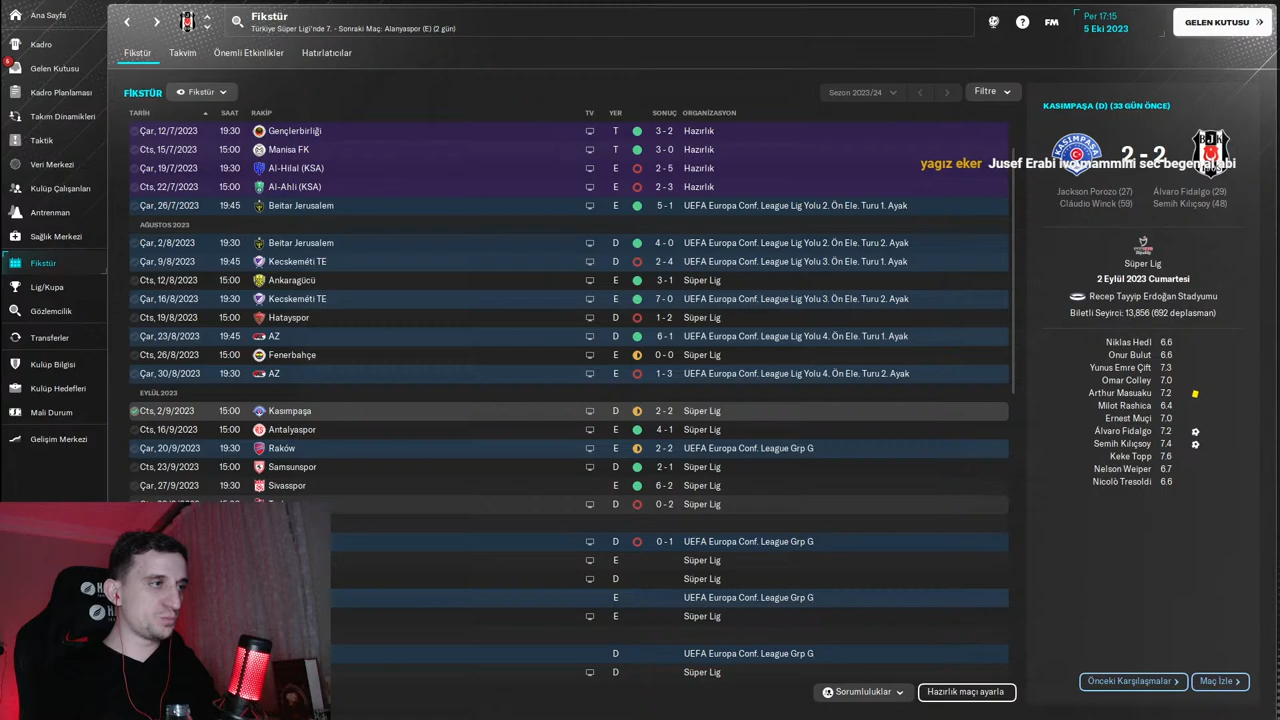 Ana Sayfa
Kadro
6
Gelen Kutusu
Kadro Planlaması
Takım Dinamikleri
Taktik
Veri Merkezi
Kulüp Çalışanları
Antrenman
Sağlık Merkezi
Fikstür
Lig/Kupa
Gözlemcilik
Transferler
Kulüp Bilgisi
Kulüp Hedefleri
Mali Durum
Gelişim Merkezi
Fikstür
Türkiye Süper Lig'inde 7. - Sonraki Maç: Alanyaspor (E) (2 gün)
FM
Per 17:15
5 Eki 2023
GELEN KUTUSU
Fikstür Takvim Önemli Etkinlikler Hatırlatıcılar
FİKSTÜR Fikstür Sezon 2023/24 Filtre
TARİH SAAT RAKİP TV YER SONUÇ ORGANİZASYON
Çar, 12/7/2023 19:30 Gençlerbirliği T 3 - 2 Hazırlık
Cts, 15/7/2023 15:00 Manisa FK T 3 - 0 Hazırlık
Çar, 19/7/2023 19:30 Al-Hilal (KSA) E 2 - 5 Hazırlık
Cts, 22/7/2023 15:00 Al-Ahli (KSA) E 2 - 3 Hazırlık
Çar, 26/7/2023 19:45 Beitar Jerusalem E 5 - 1 UEFA Europa Conf. League Lig Yolu 2. Ön Ele. Turu 1. Ayak
AĞUSTOS 2023
Çar, 2/8/2023 19:30 Beitar Jerusalem D 4 - 0 UEFA Europa Conf. League Lig Yolu 2. Ön Ele. Turu 2. Ayak
Çar, 9/8/2023 19:45 Kecskeméti TE D 2 - 4 UEFA Europa Conf. League Lig Yolu 3. Ön Ele. Turu 1. Ayak
Cts, 12/8/2023 15:00 Ankaragücü E 3 - 1 Süper Lig
Çar, 16/8/2023 19:30 Kecskeméti TE E 7 - 0 UEFA Europa Conf. League Lig Yolu 3. Ön Ele. Turu 2. Ayak
Cts, 19/8/2023 15:00 Hatayspor D 1 - 2 Süper Lig
Çar, 23/8/2023 19:45 AZ D 6 - 1 UEFA Europa Conf. League Lig Yolu 4. Ön Ele. Turu 1. Ayak
Cts, 26/8/2023 15:00 Fenerbahçe E 0 - 0 Süper Lig
Çar, 30/8/2023 19:30 AZ E 1 - 3 UEFA Europa Conf. League Lig Yolu 4. Ön Ele. Turu 2. Ayak
EYLÜL 2023
Cts, 2/9/2023 15:00 Kasımpaşa D 2 - 2 Süper Lig
Cts, 16/9/2023 15:00 Antalyaspor E 4 - 1 Süper Lig
Çar, 20/9/2023 19:30 Raków E 2 - 2 UEFA Europa Conf. League Grp G
Cts, 23/9/2023 15:00 Samsunspor D 2 - 1 Süper Lig
Çar, 27/9/2023 19:30 Sivasspor E 6 - 2 Süper Lig
D 0 - 2 Süper Lig
D 0 - 1 UEFA Europa Conf. League Grp G
E Süper Lig
D Süper Lig
E UEFA Europa Conf. League Grp G
E Süper Lig
D UEFA Europa Conf. League Grp G
D Süper Lig
Sorumluluklar Hazırlık maçı ayarla
KASIMPAŞA (D) (33 GÜN ÖNCE)
KASIMPAŞA 2 - 2 BJK
yagız eker Jusef Erabi ivo mammini sec begen al abi
Jackson Porozo (27) Álvaro Fidalgo (29)
Cláudio Winck (59) Semih Kılıçsoy (48)
Süper Lig
2 Eylül 2023 Cumartesi
Recep Tayyip Erdoğan Stadyumu
Biletli Seyirci: 13,856 (692 deplasman)
Niklas Hedl 6.6
Onur Bulut 6.6
Yunus Emre Çift 7.3
Omar Colley 7.0
Arthur Masuaku 7.2
Milot Rashica 6.4
Ernest Muçi 7.0
Álvaro Fidalgo 7.2
Semih Kılıçsoy 7.4
Keke Topp 7.6
Nelson Weiper 6.7
Nicolò Tresoldi 6.6
Önceki Karşılaşmalar Maç İzle